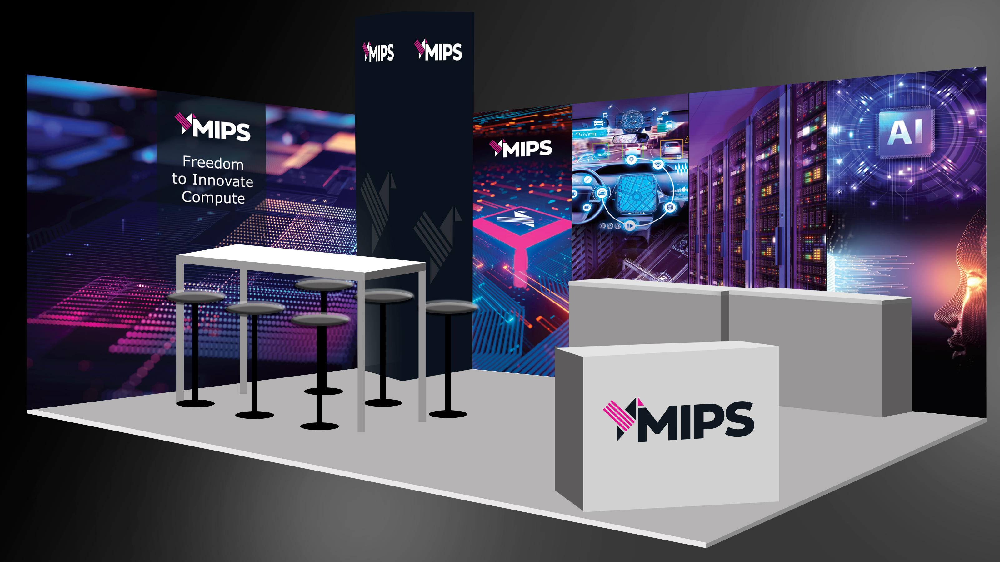 MIPS
Freedom
to Innovate
Compute
MIPS
MIPS
MIPS
-Driving
AI
MIPS